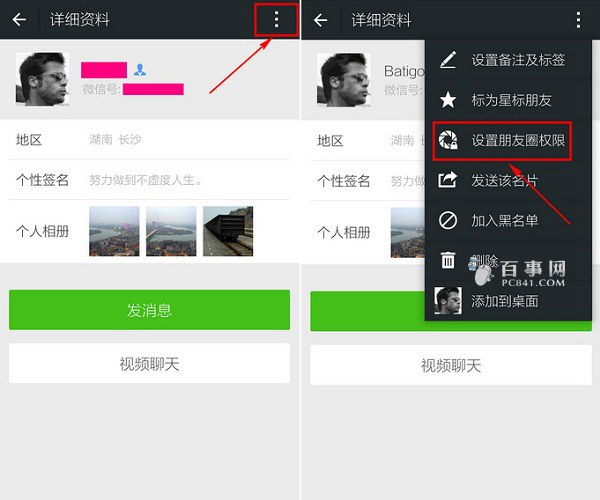 详细资料
微信号:
地区 湖南 长沙
个性签名 努力做到不虚度人生。
个人相册
发消息
视频聊天
详细资料
Batigo
微信号:
地区 湖南
个性签名 努力做
个人相册
设置备注及标签
标为星标朋友
设置朋友圈权限
发送该名片
加入黑名单
删除
百事网
PC841.COM
添加到桌面
视频聊天